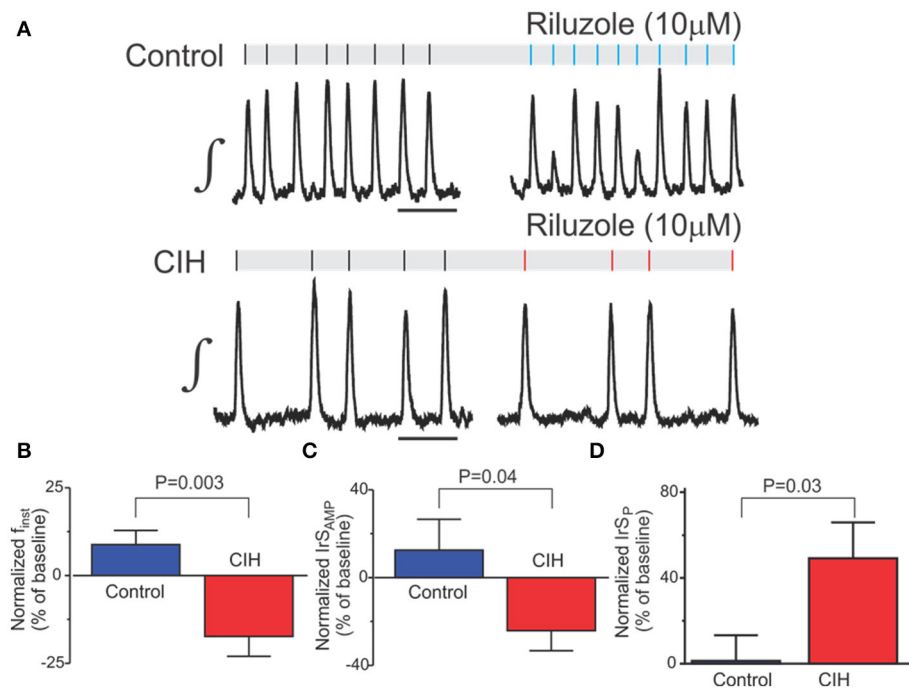 A
Riluzole (10μM)
Control
∫
Riluzole (10μM)
CIH
∫
B
P=0.003
25
0
-25
Normalized f_inst
(% of baseline)
Control
CIH
C
P=0.04
40
0
-40
Normalized IrS_AMP
(% of baseline)
Control
CIH
D
P=0.03
80
40
0
Normalized IrS_P
(% of baseline)
Control
CIH